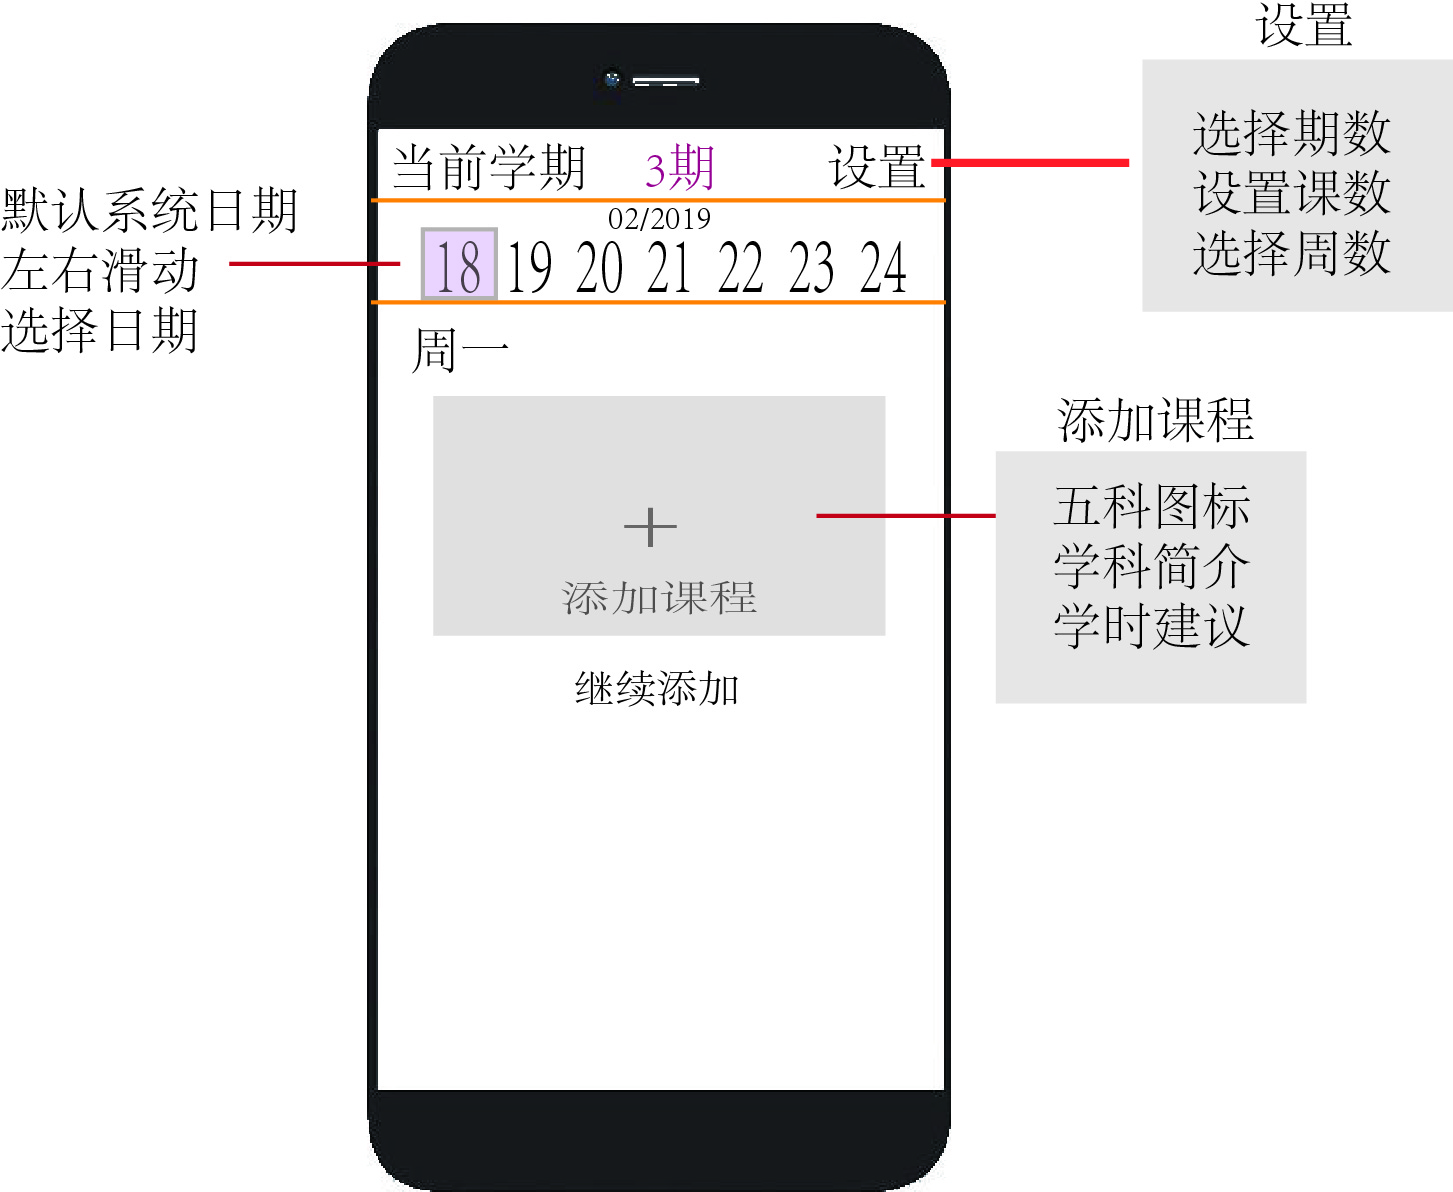 设置
选择期数
设置课数
选择周数
当前学期 3期 设置
02/2019
18 19 20 21 22 23 24
默认系统日期
左右滑动
选择日期
周一
+
添加课程
继续添加
添加课程
五科图标
学科简介
学时建议